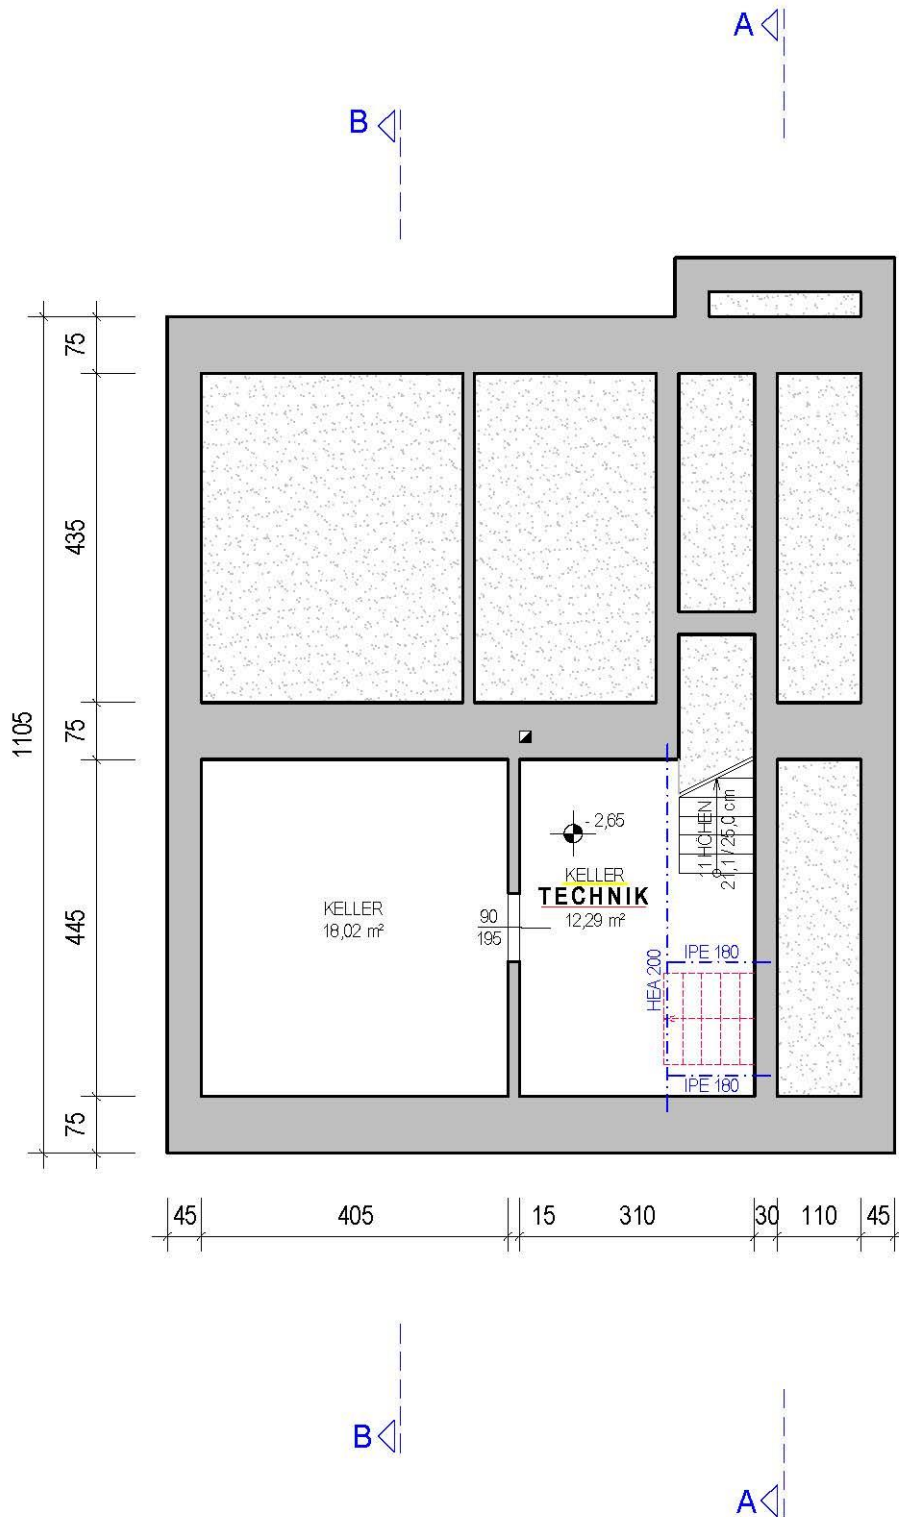 A
B
75
435
75
1105
445
75
- 2,65
11 HÖHEN
21,1 / 25,0 cm
KELLER
TECHNIK
12,29 m²
KELLER
18,02 m²
90
195
HEA 200
IPE 180
IPE 180
45
405
15
310
30
110
45
B
A